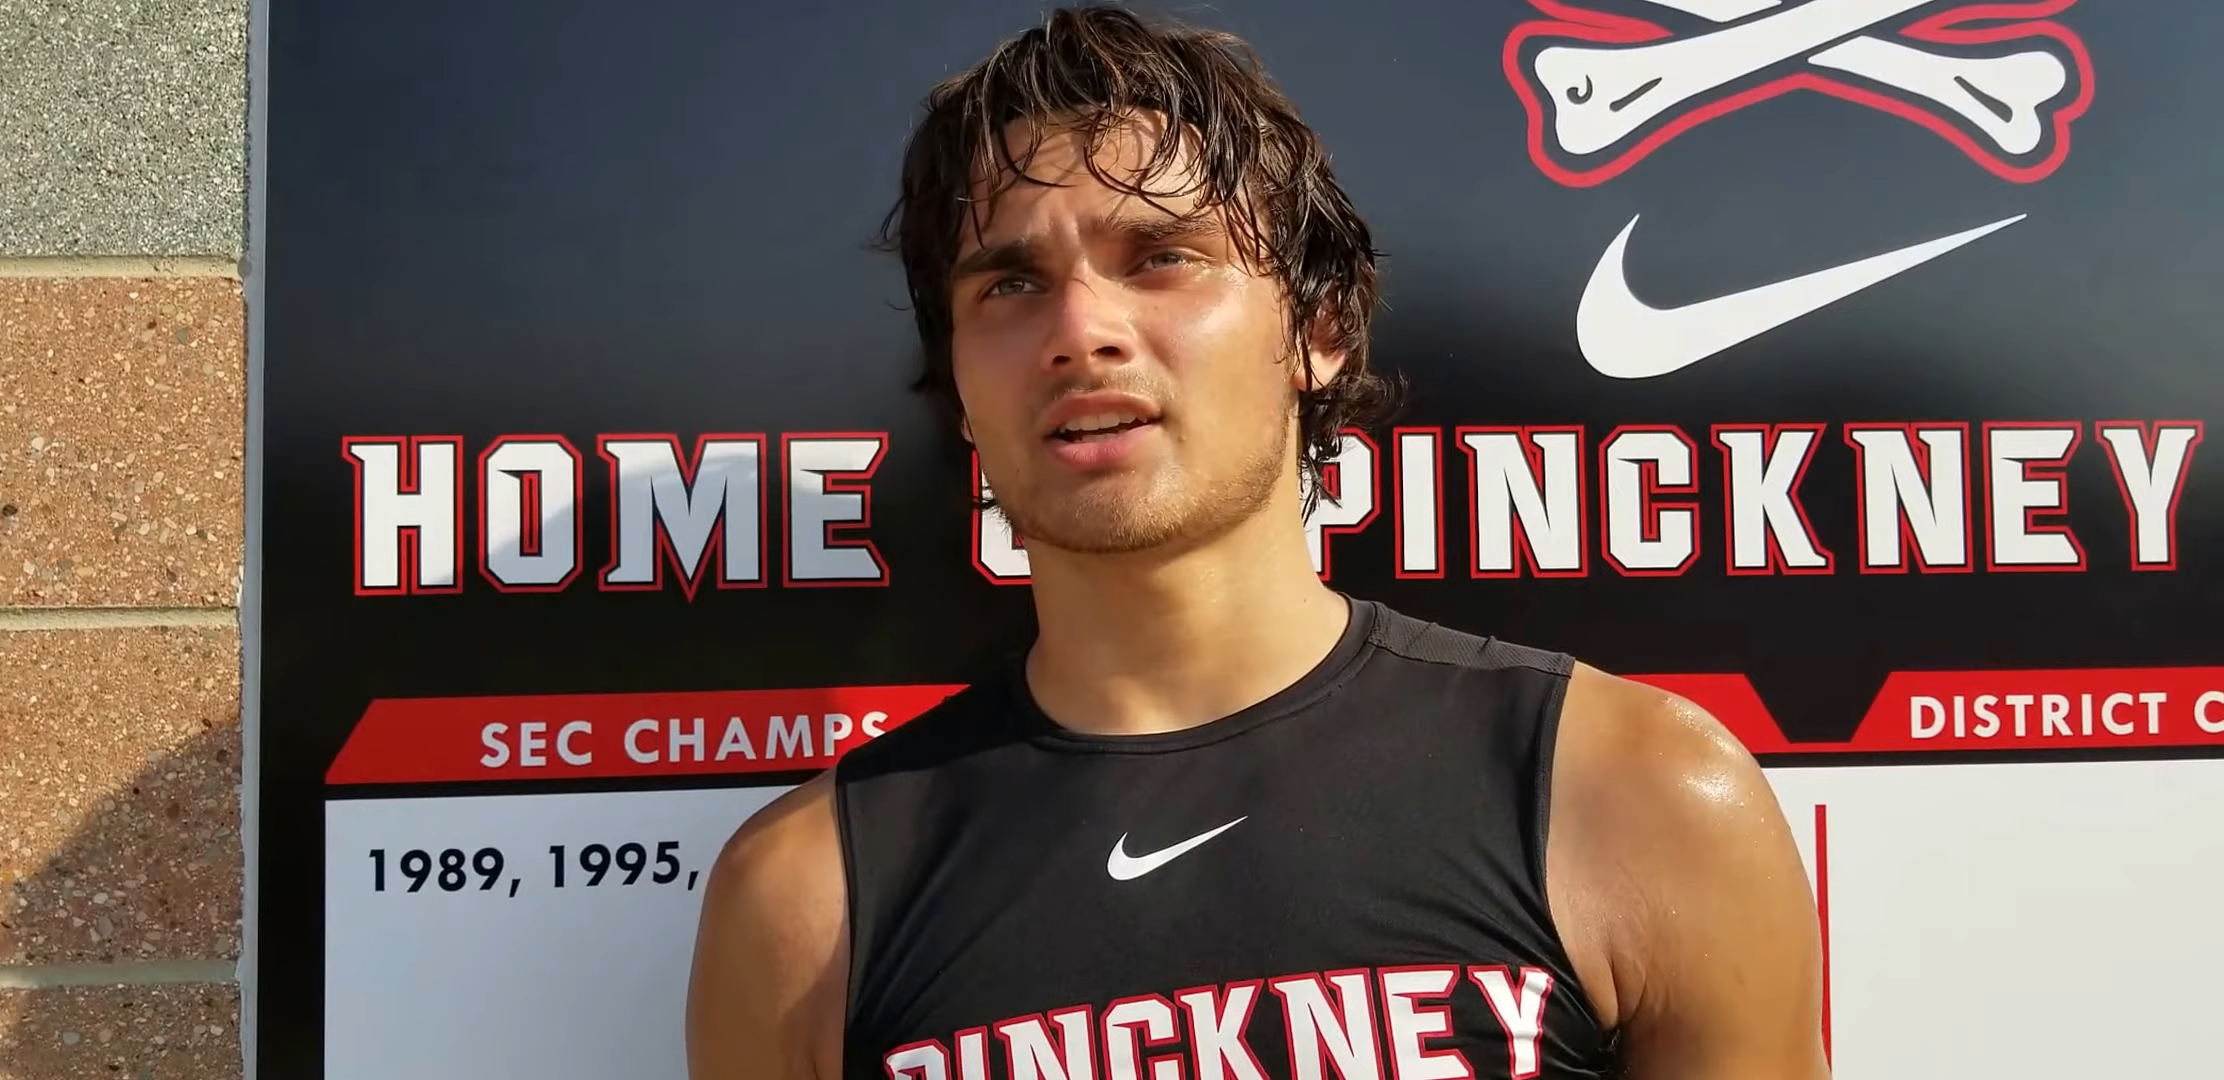 HOME PINCKNEY
SEC CHAMPS
DISTRICT C
1989, 1995,
PINCKNEY